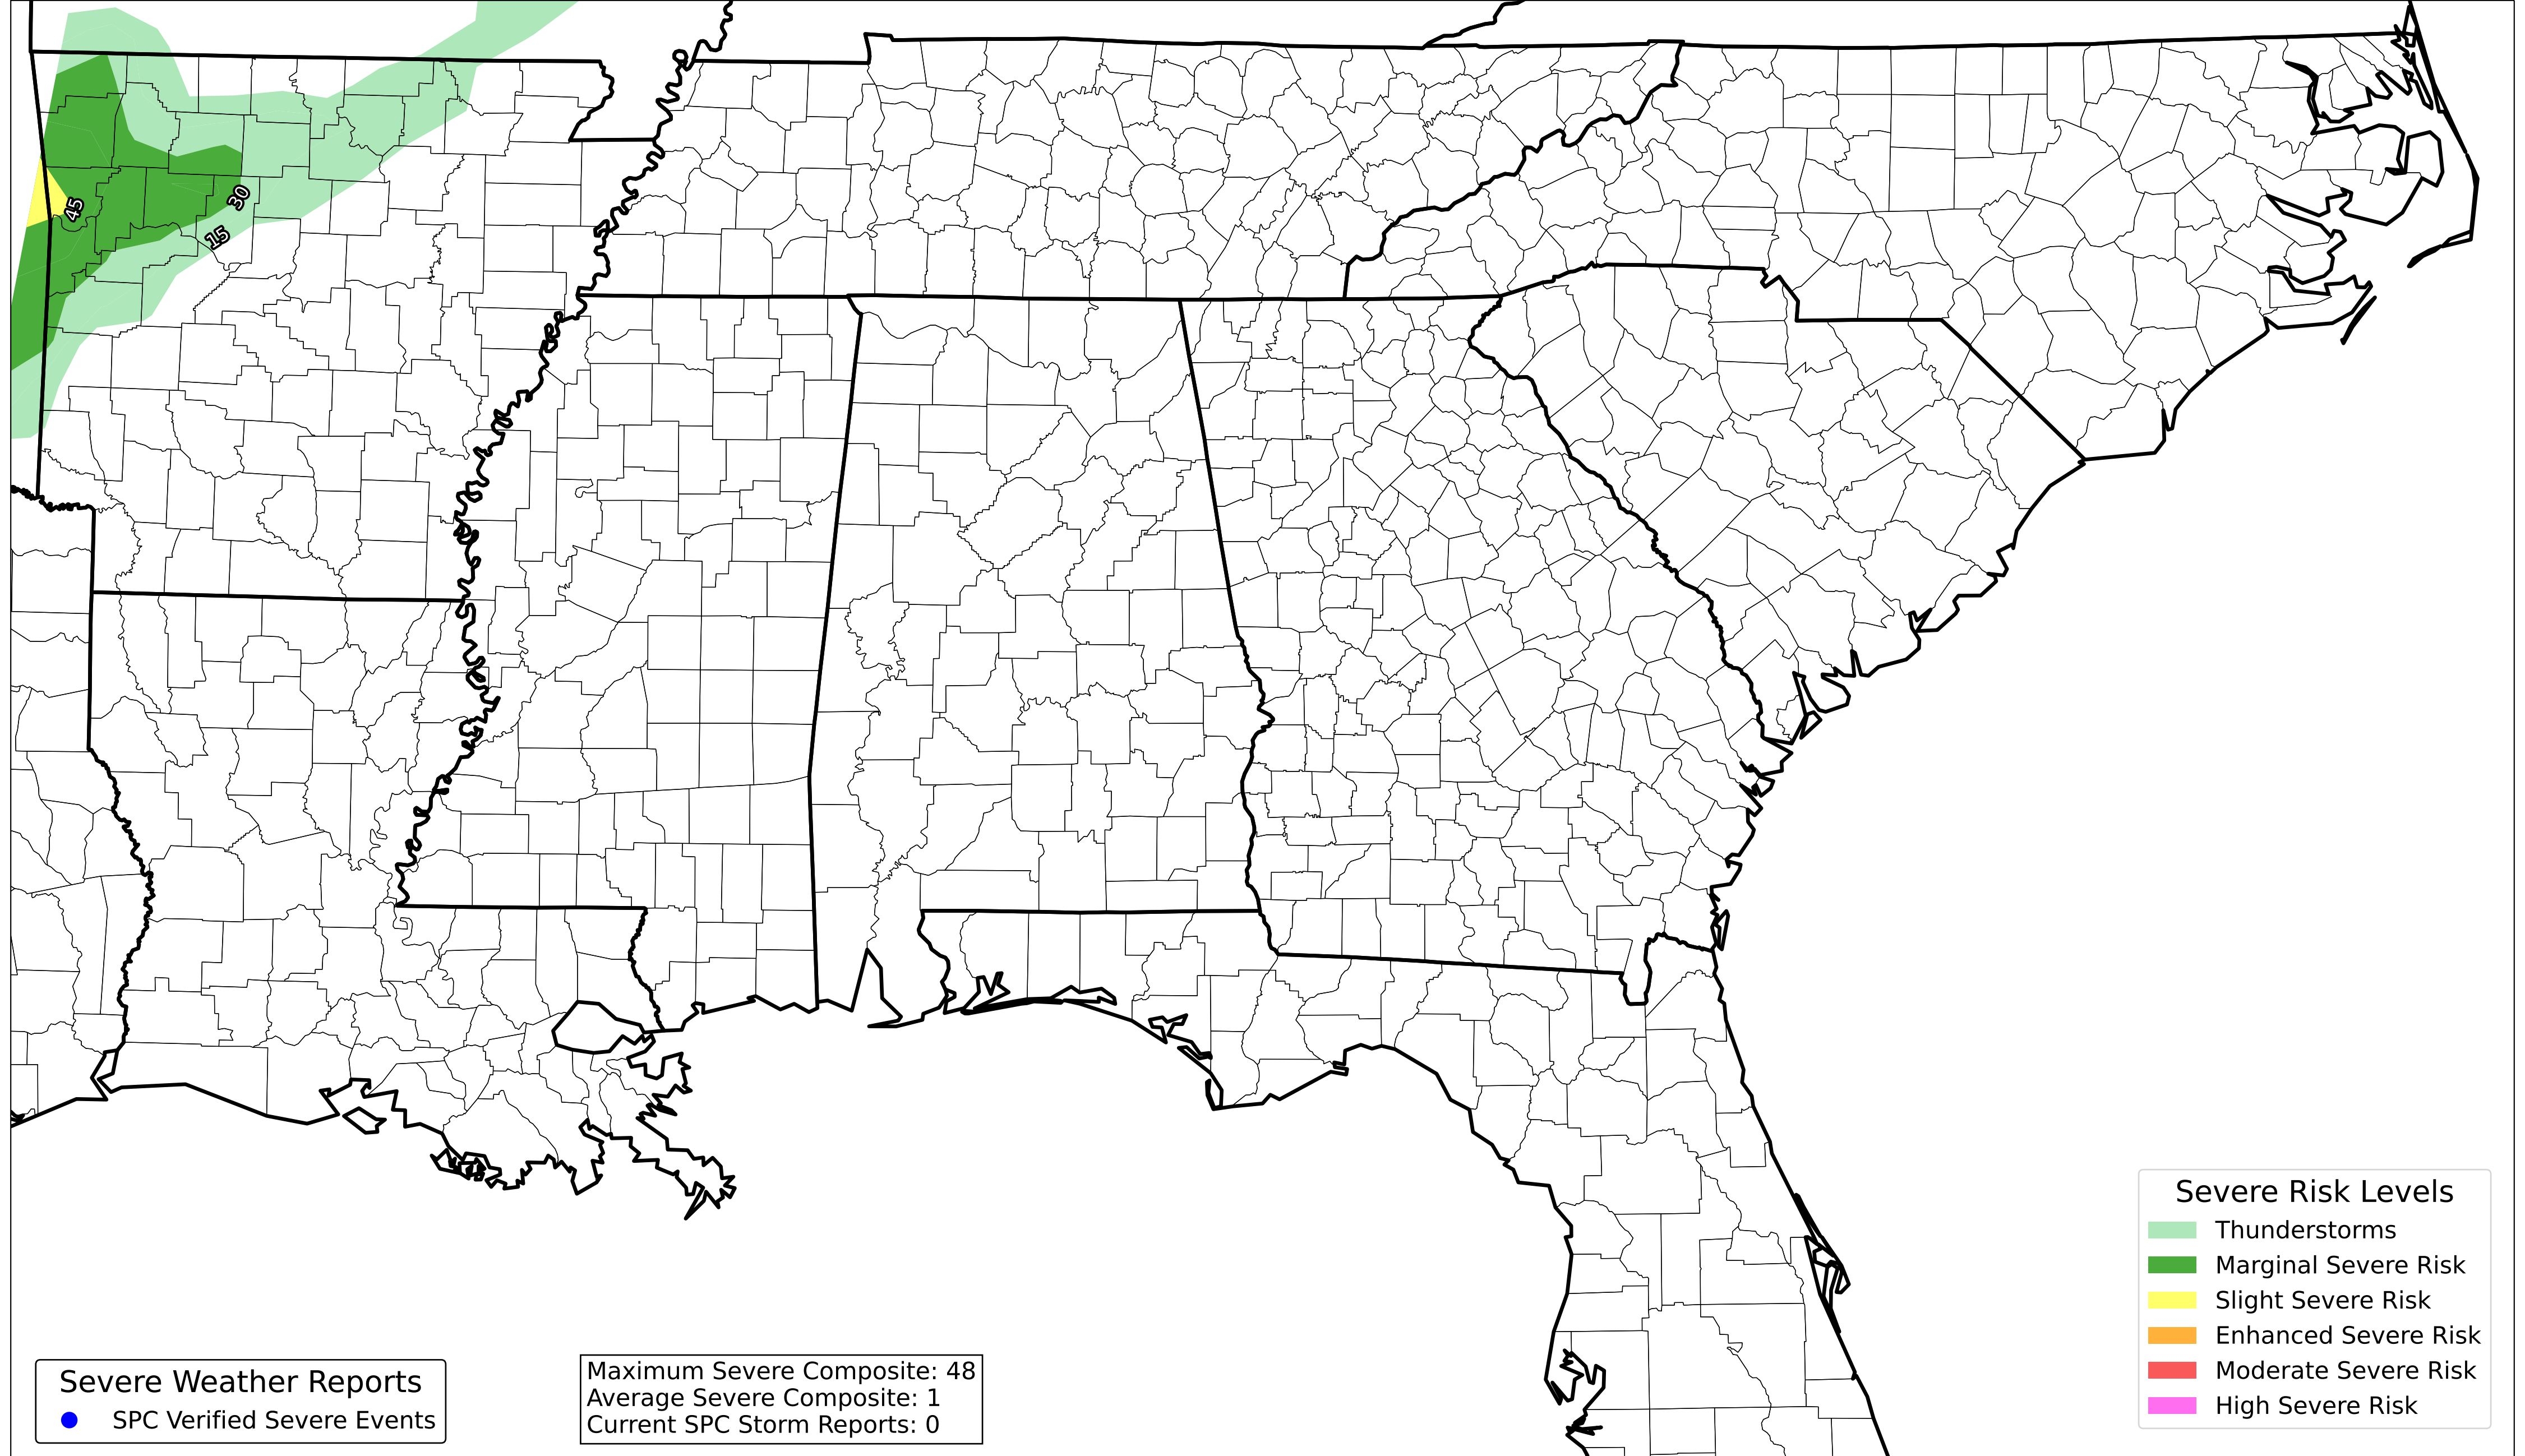 45
30
15
Severe Risk Levels
Thunderstorms
Marginal Severe Risk
Slight Severe Risk
Enhanced Severe Risk
Moderate Severe Risk
High Severe Risk
Severe Weather Reports
SPC Verified Severe Events
Maximum Severe Composite: 48
Average Severe Composite: 1
Current SPC Storm Reports: 0